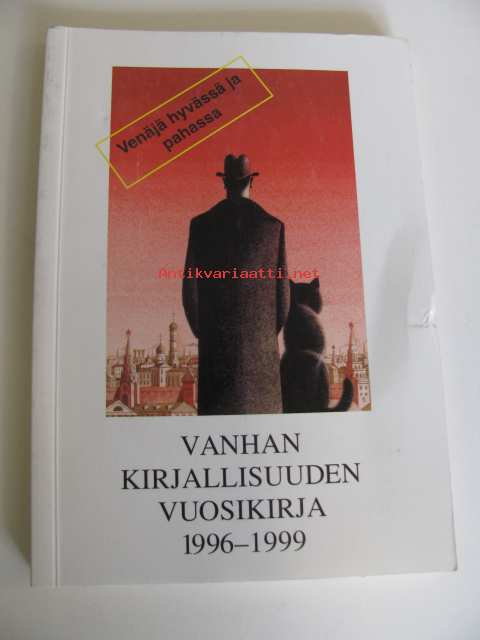 Venäjä hyvässä ja
pahassa
Antikvariaatti.net
VANHAN
KIRJALLISUUDEN
VUOSIKIRJA
1996–1999